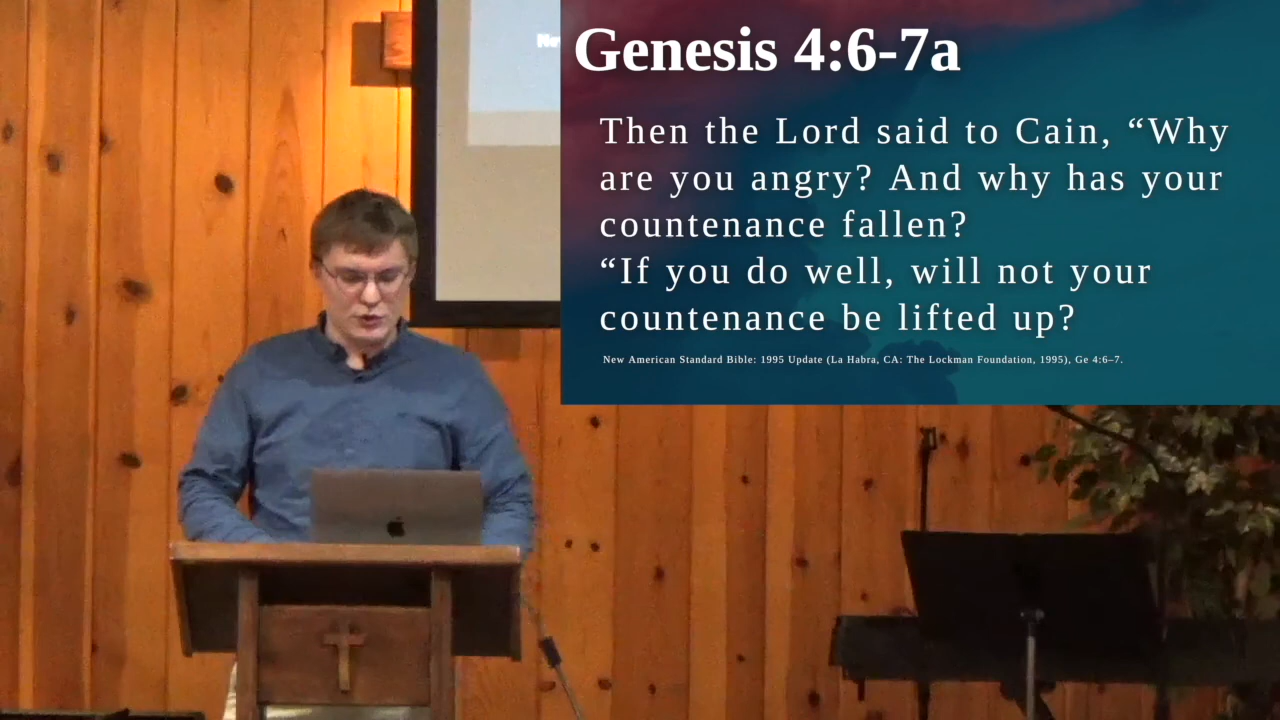 Genesis 4:6-7a
Then the Lord said to Cain, “Why
are you angry? And why has your
countenance fallen?
“If you do well, will not your
countenance be lifted up?
New American Standard Bible: 1995 Update (La Habra, CA: The Lockman Foundation, 1995), Ge 4:6–7.